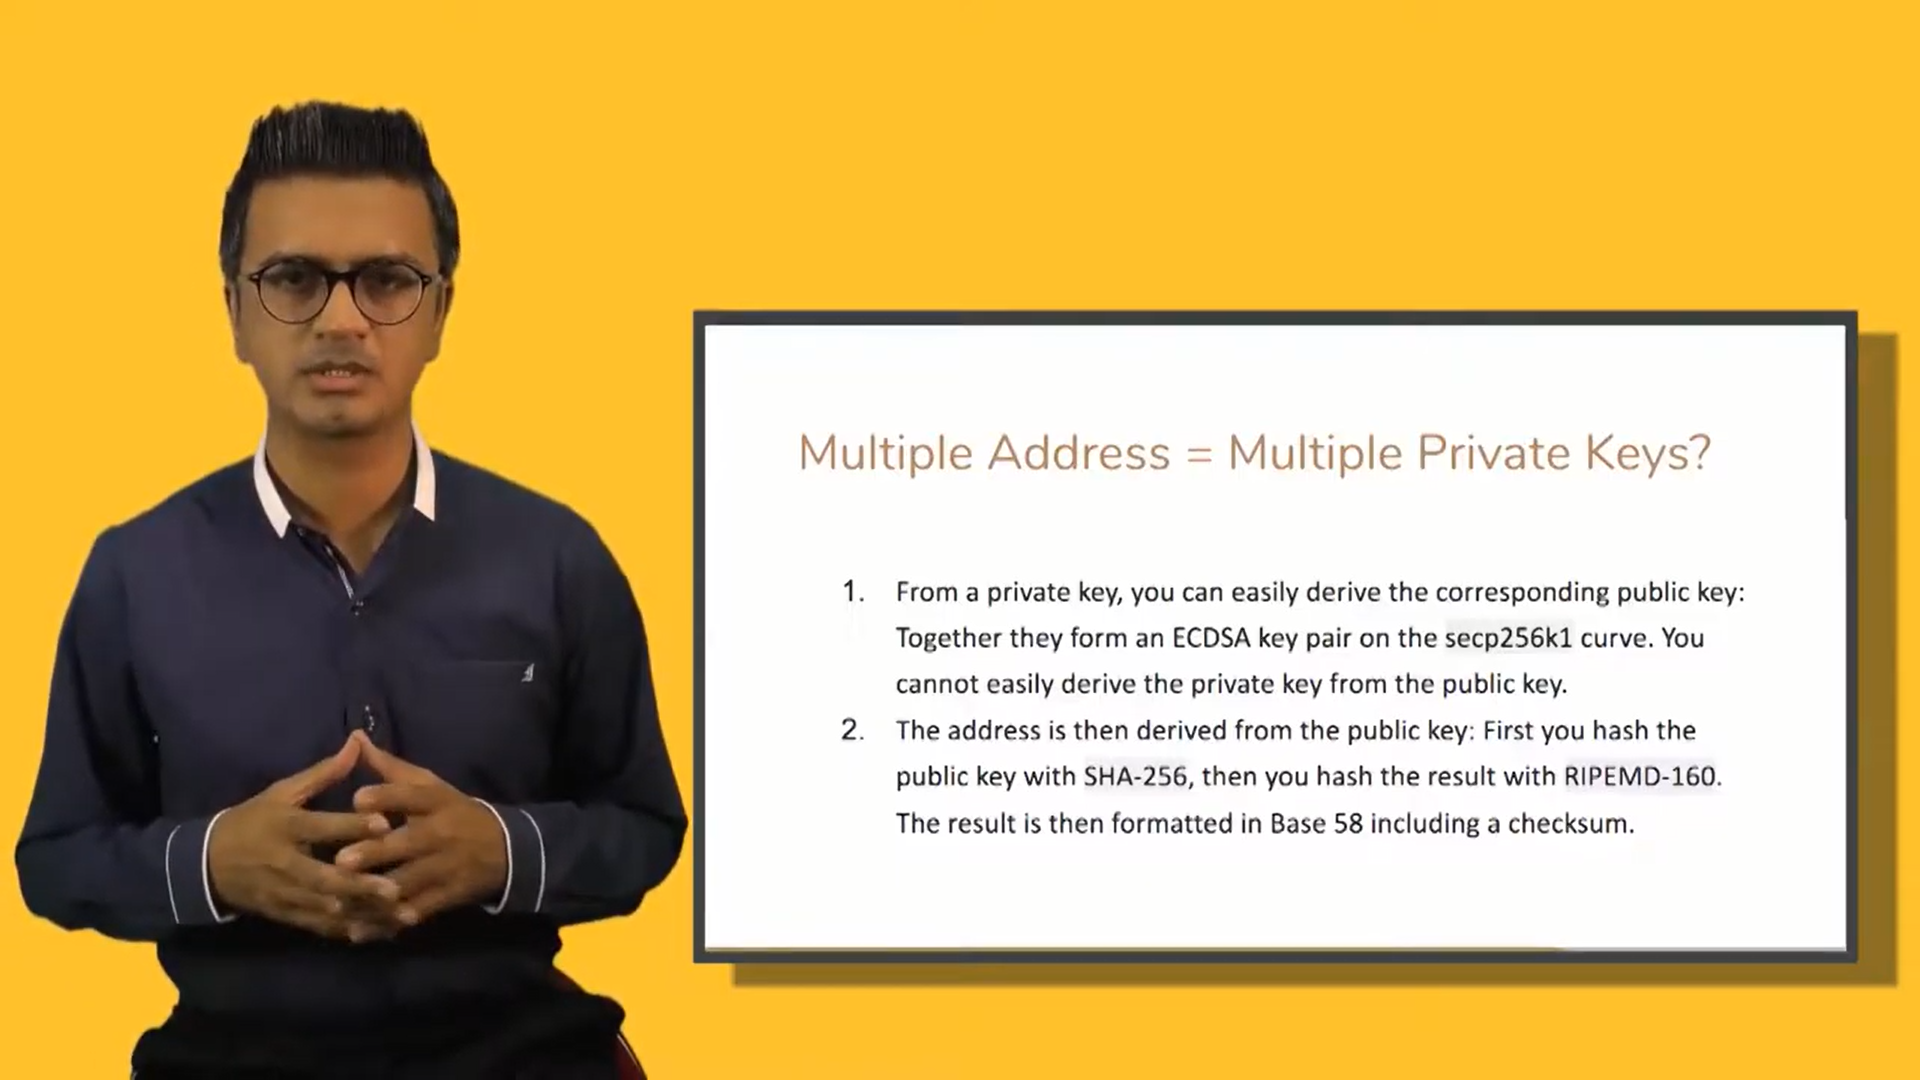 Multiple Address = Multiple Private Keys?
1. From a private key, you can easily derive the corresponding public key:
Together they form an ECDSA key pair on the secp256k1 curve. You
cannot easily derive the private key from the public key.
2. The address is then derived from the public key: First you hash the
public key with SHA-256, then you hash the result with RIPEMD-160.
The result is then formatted in Base 58 including a checksum.